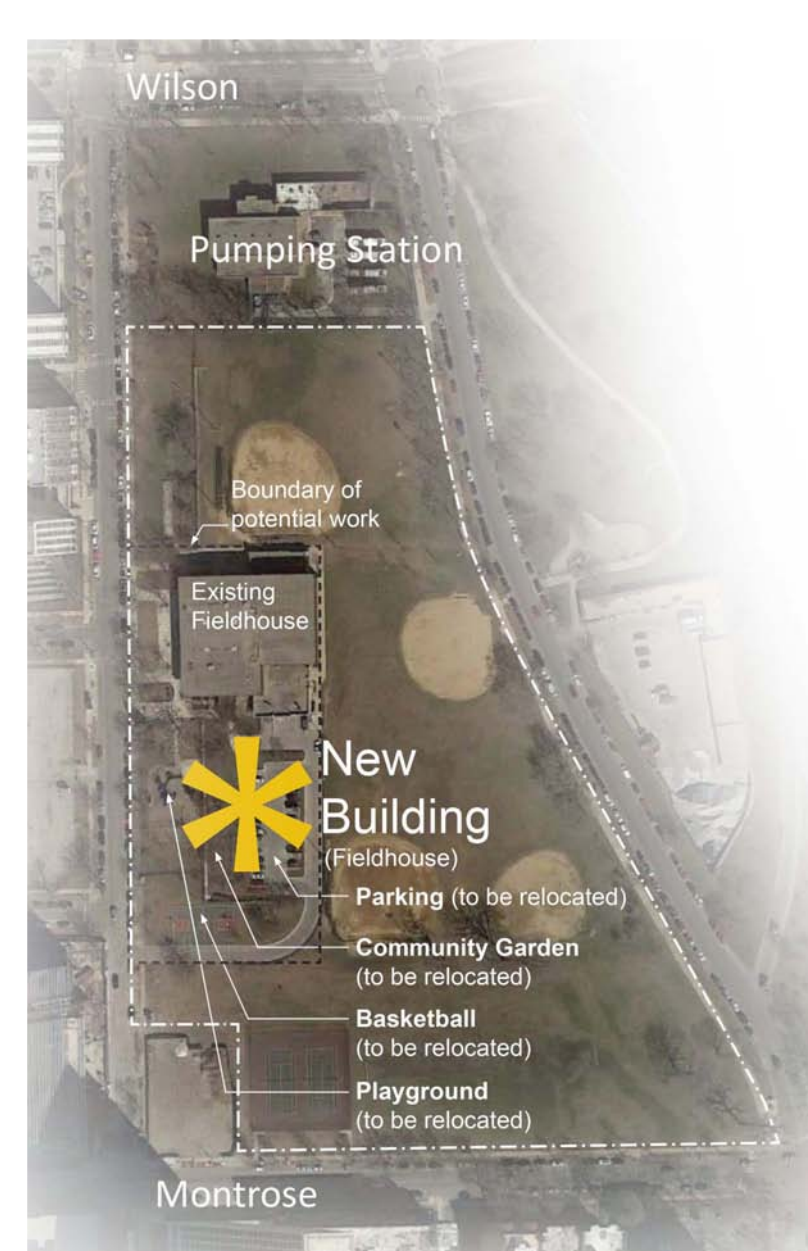 Wilson
Pumping Station
Boundary of
potential work
Existing
Fieldhouse
New
Building
(Fieldhouse)
Parking (to be relocated)
Community Garden
(to be relocated)
Basketball
(to be relocated)
Playground
(to be relocated)
Montrose